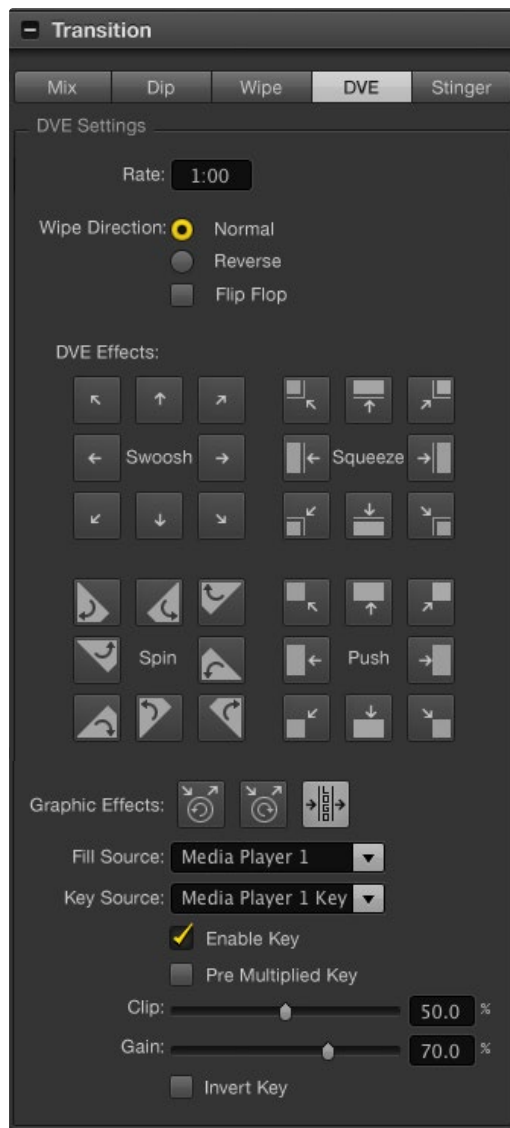 Transition
Mix Dip Wipe DVE Stinger
DVE Settings
Rate: 1:00
Wipe Direction: Normal
Reverse
Flip Flop
DVE Effects:
Swoosh Squeeze
Spin Push
Graphic Effects: LOGO
Fill Source: Media Player 1
Key Source: Media Player 1 Key
Enable Key
Pre Multiplied Key
Clip: 50.0 %
Gain: 70.0 %
Invert Key